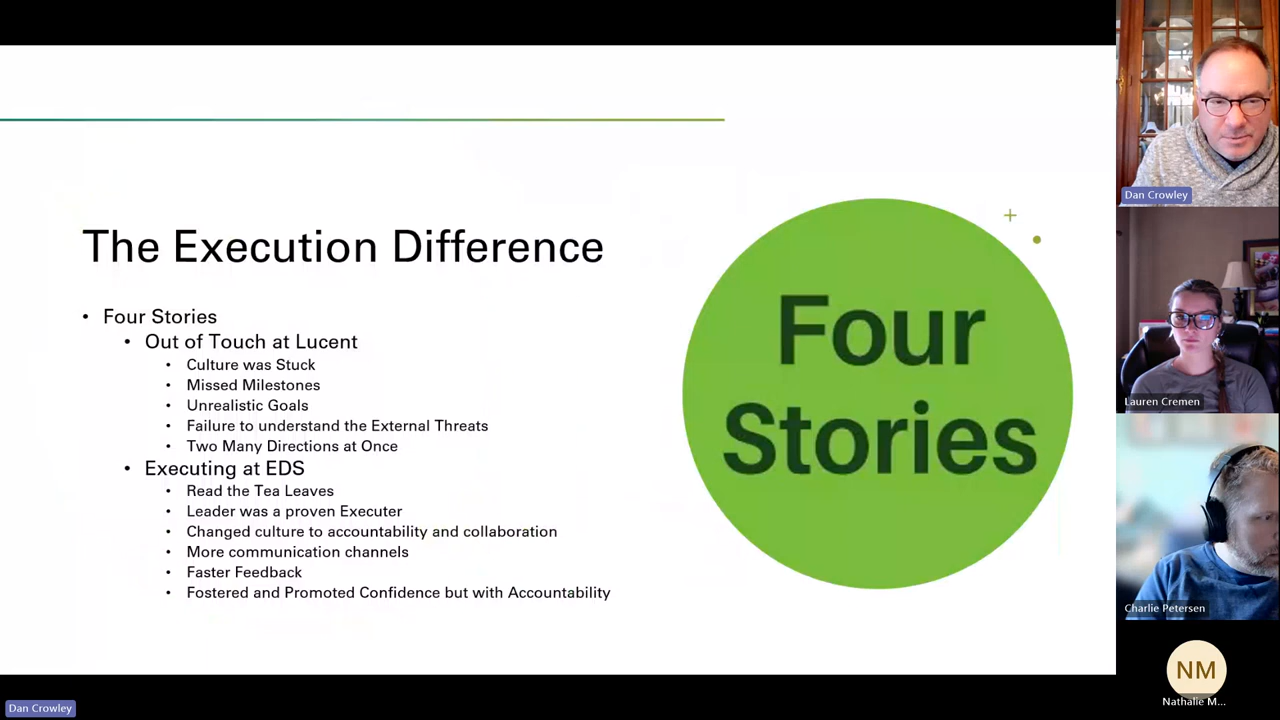 The Execution Difference
• Four Stories
• Out of Touch at Lucent
• Culture was Stuck
• Missed Milestones
• Unrealistic Goals
• Failure to understand the External Threats
• Two Many Directions at Once
• Executing at EDS
• Read the Tea Leaves
• Leader was a proven Executer
• Changed culture to accountability and collaboration
• More communication channels
• Faster Feedback
• Fostered and Promoted Confidence but with Accountability
Four
Stories
Dan Crowley
Lauren Cremen
Charlie Petersen
NM
Nathalie M...
Dan Crowley